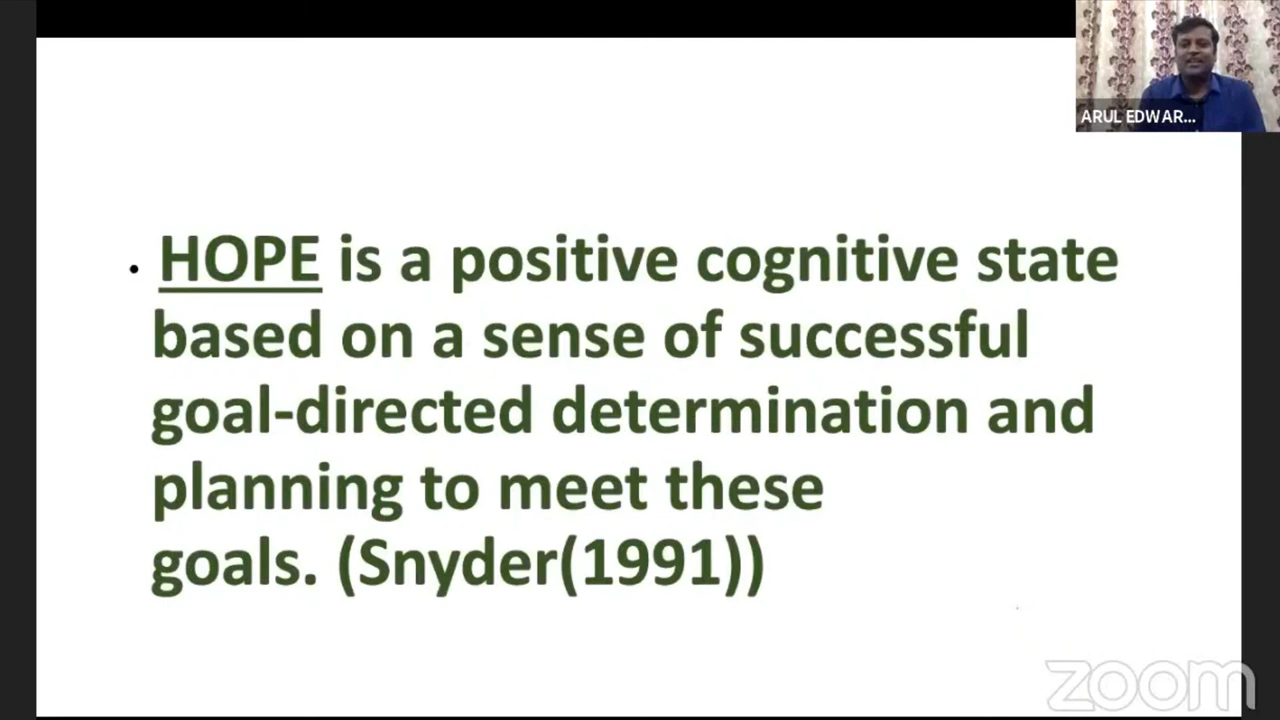 ARUL EDWAR...
• HOPE is a positive cognitive state
based on a sense of successful
goal-directed determination and
planning to meet these
goals. (Snyder(1991))
zoom